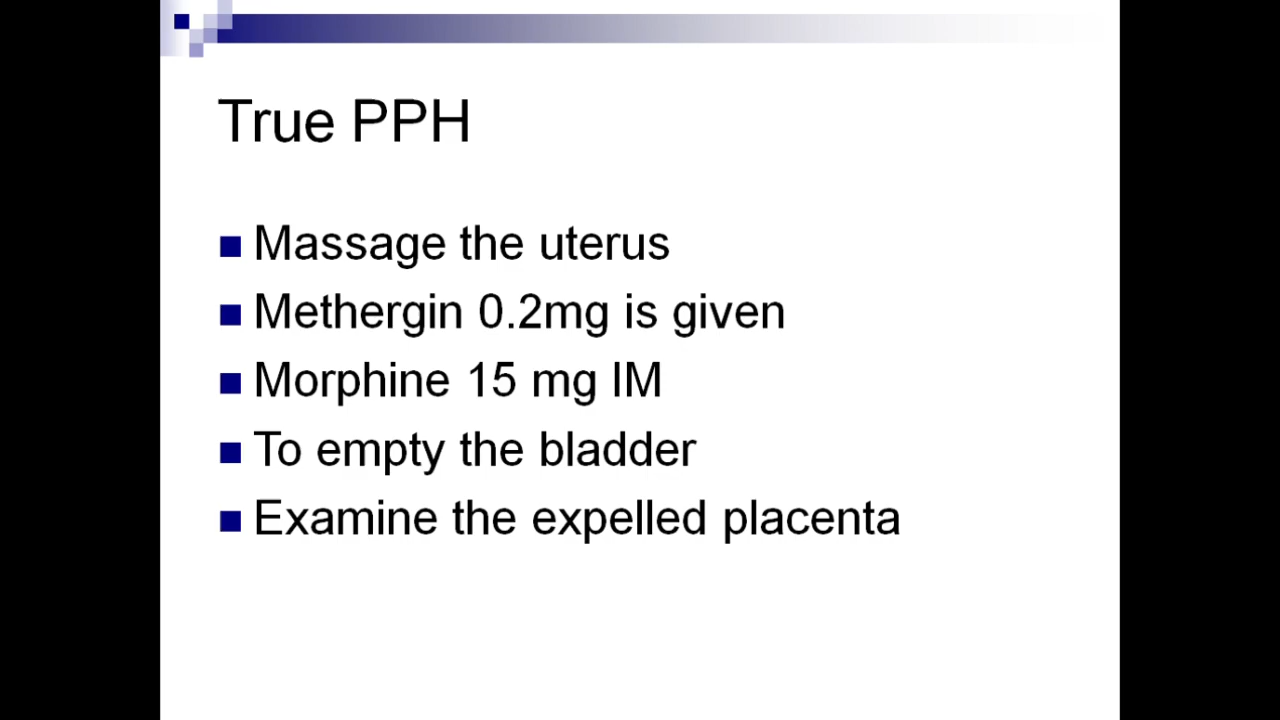 True PPH
Massage the uterus
Methergin 0.2mg is given
Morphine 15 mg IM
To empty the bladder
Examine the expelled placenta